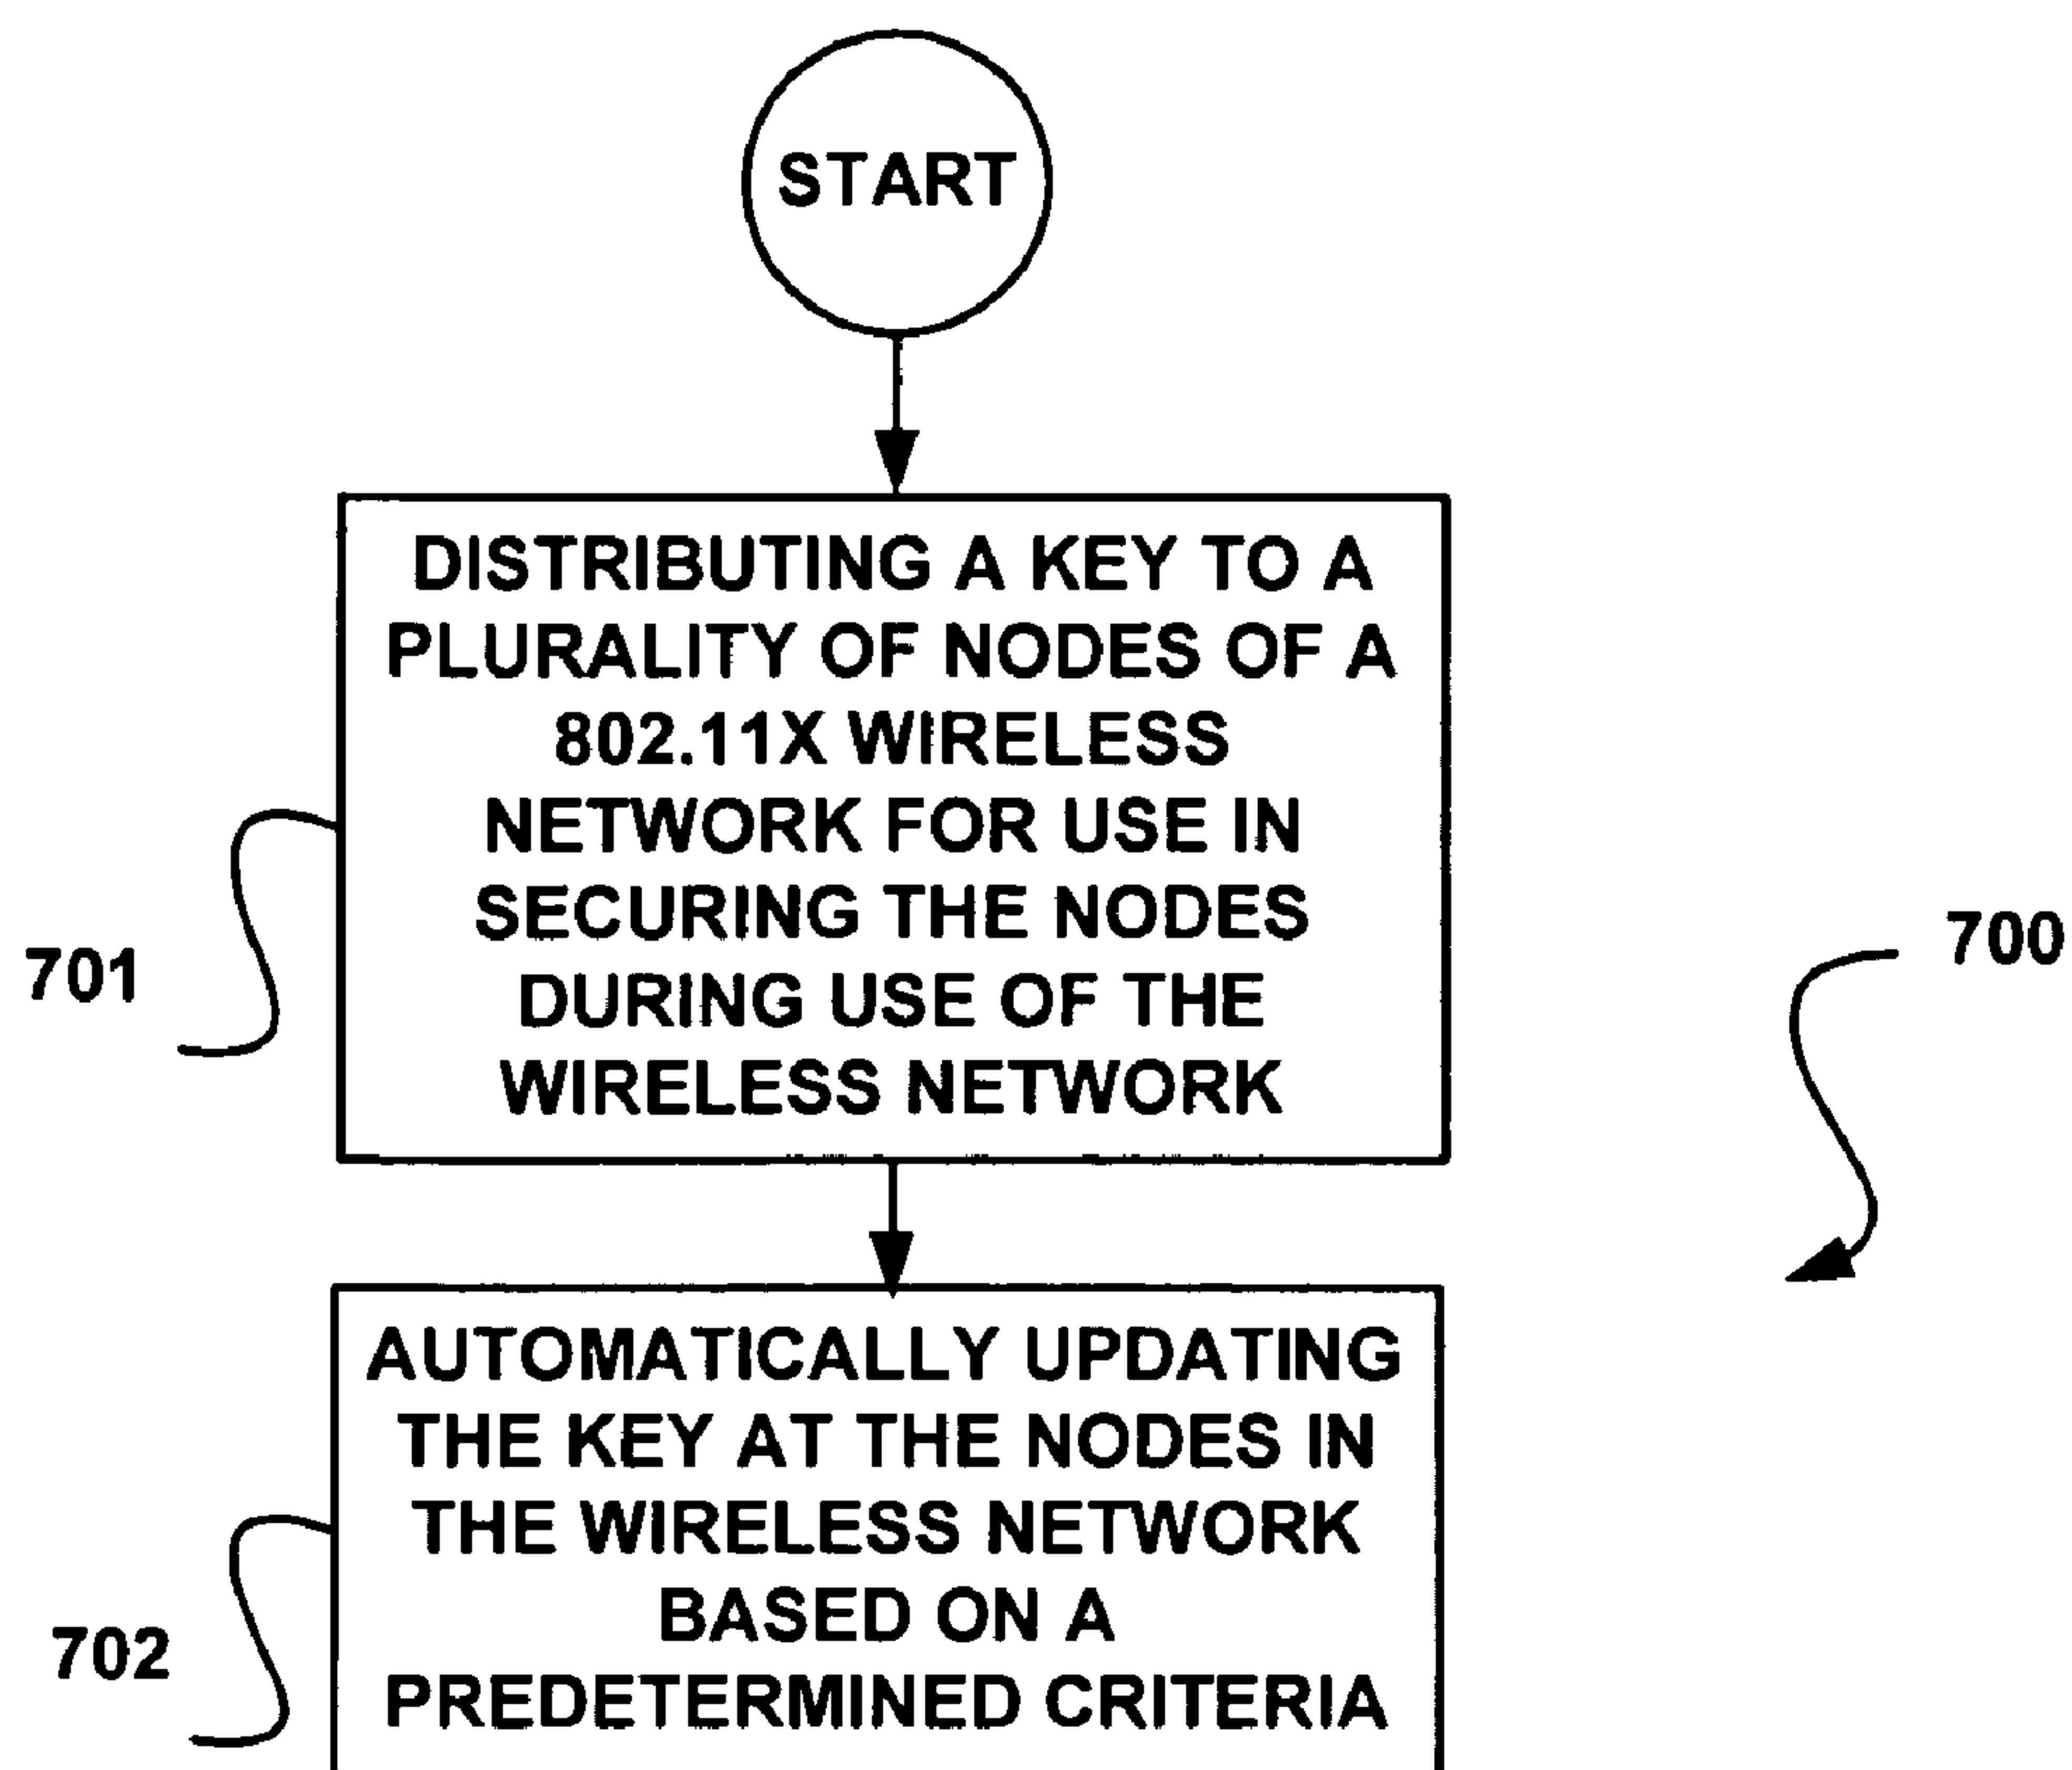 START
DISTRIBUTING A KEY TO A
PLURALITY OF NODES OF A
802.11X WIRELESS
NETWORK FOR USE IN
SECURING THE NODES
DURING USE OF THE
WIRELESS NETWORK
701
700
AUTOMATICALLY UPDATING
THE KEY AT THE NODES IN
THE WIRELESS NETWORK
BASED ON A
PREDETERMINED CRITERIA
702